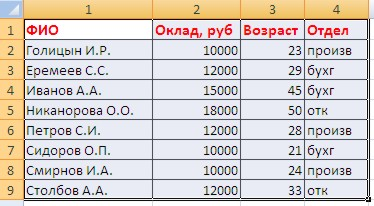 1 2 3 4
1 ФИО Оклад, руб Возраст Отдел
2 Голицын И.Р. 10000 23 произв
3 Еремеев С.С. 12000 29 бухг
4 Иванов А.А. 15000 45 бухг
5 Никанорова О.О. 18000 50 отк
6 Петров С.И. 12000 28 произв
7 Сидоров О.П. 10000 21 бухг
8 Смирнов И.А. 10000 24 произв
9 Столбов А.А. 12000 33 отк